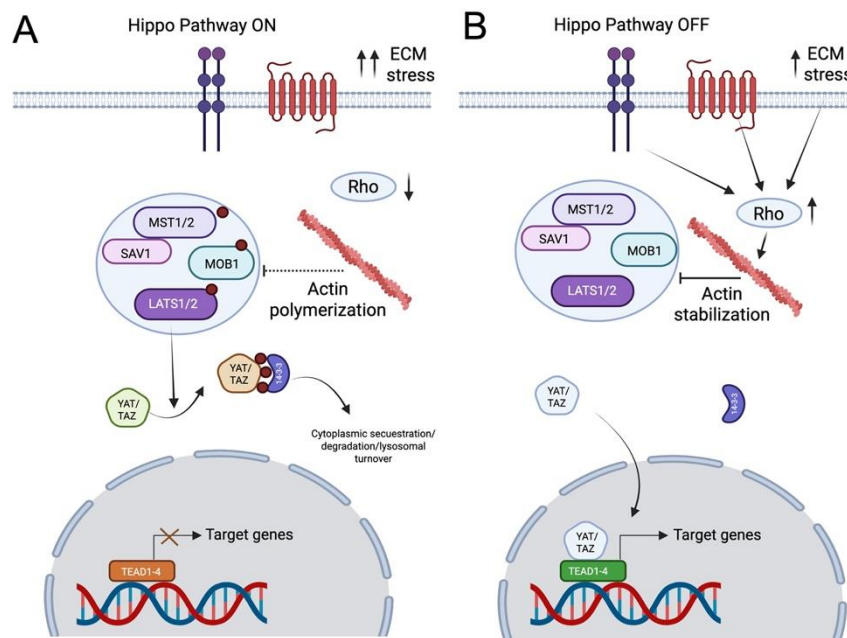 A
Hippo Pathway ON
ECM
stress
Rho
MST1/2
SAV1
MOB1
LATS1/2
Actin
polymerization
YAT/
TAZ
YAT/
TAZ
14-3-3
Cytoplasmic secuestration/
degradation/lysosomal
turnover
Target genes
TEAD1-4
B
Hippo Pathway OFF
ECM
stress
Rho
MST1/2
SAV1
MOB1
LATS1/2
Actin
stabilization
YAT/
TAZ
14-3-3
YAT/
TAZ
Target genes
TEAD1-4